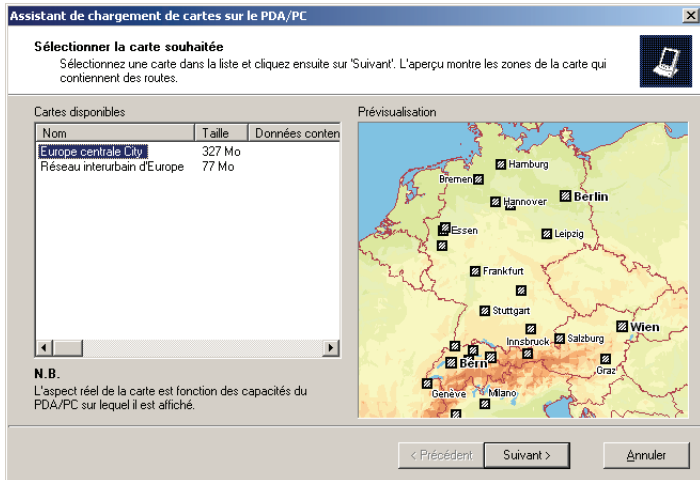 Assistant de chargement de cartes sur le PDA/PC
Sélectionner la carte souhaitée
Sélectionnez une carte dans la liste et cliquez ensuite sur 'Suivant'. L'aperçu montre les zones de la carte qui
contiennent des routes.
Cartes disponibles
Prévisualisation
Nom Taille Données conten
Europe centrale City 327 Mo
Réseau interurbain d'Europe 77 Mo
Hamburg
Bremen
Hannover
Berlin
Essen
Leipzig
Frankfurt
Stuttgart
Wien
Innsbruck
Salzburg
Bern
Graz
Genève
Milano
N.B.
L'aspect réel de la carte est fonction des capacités du
PDA/PC sur lequel il est affiché.
< Précédent
Suivant >
Annuler